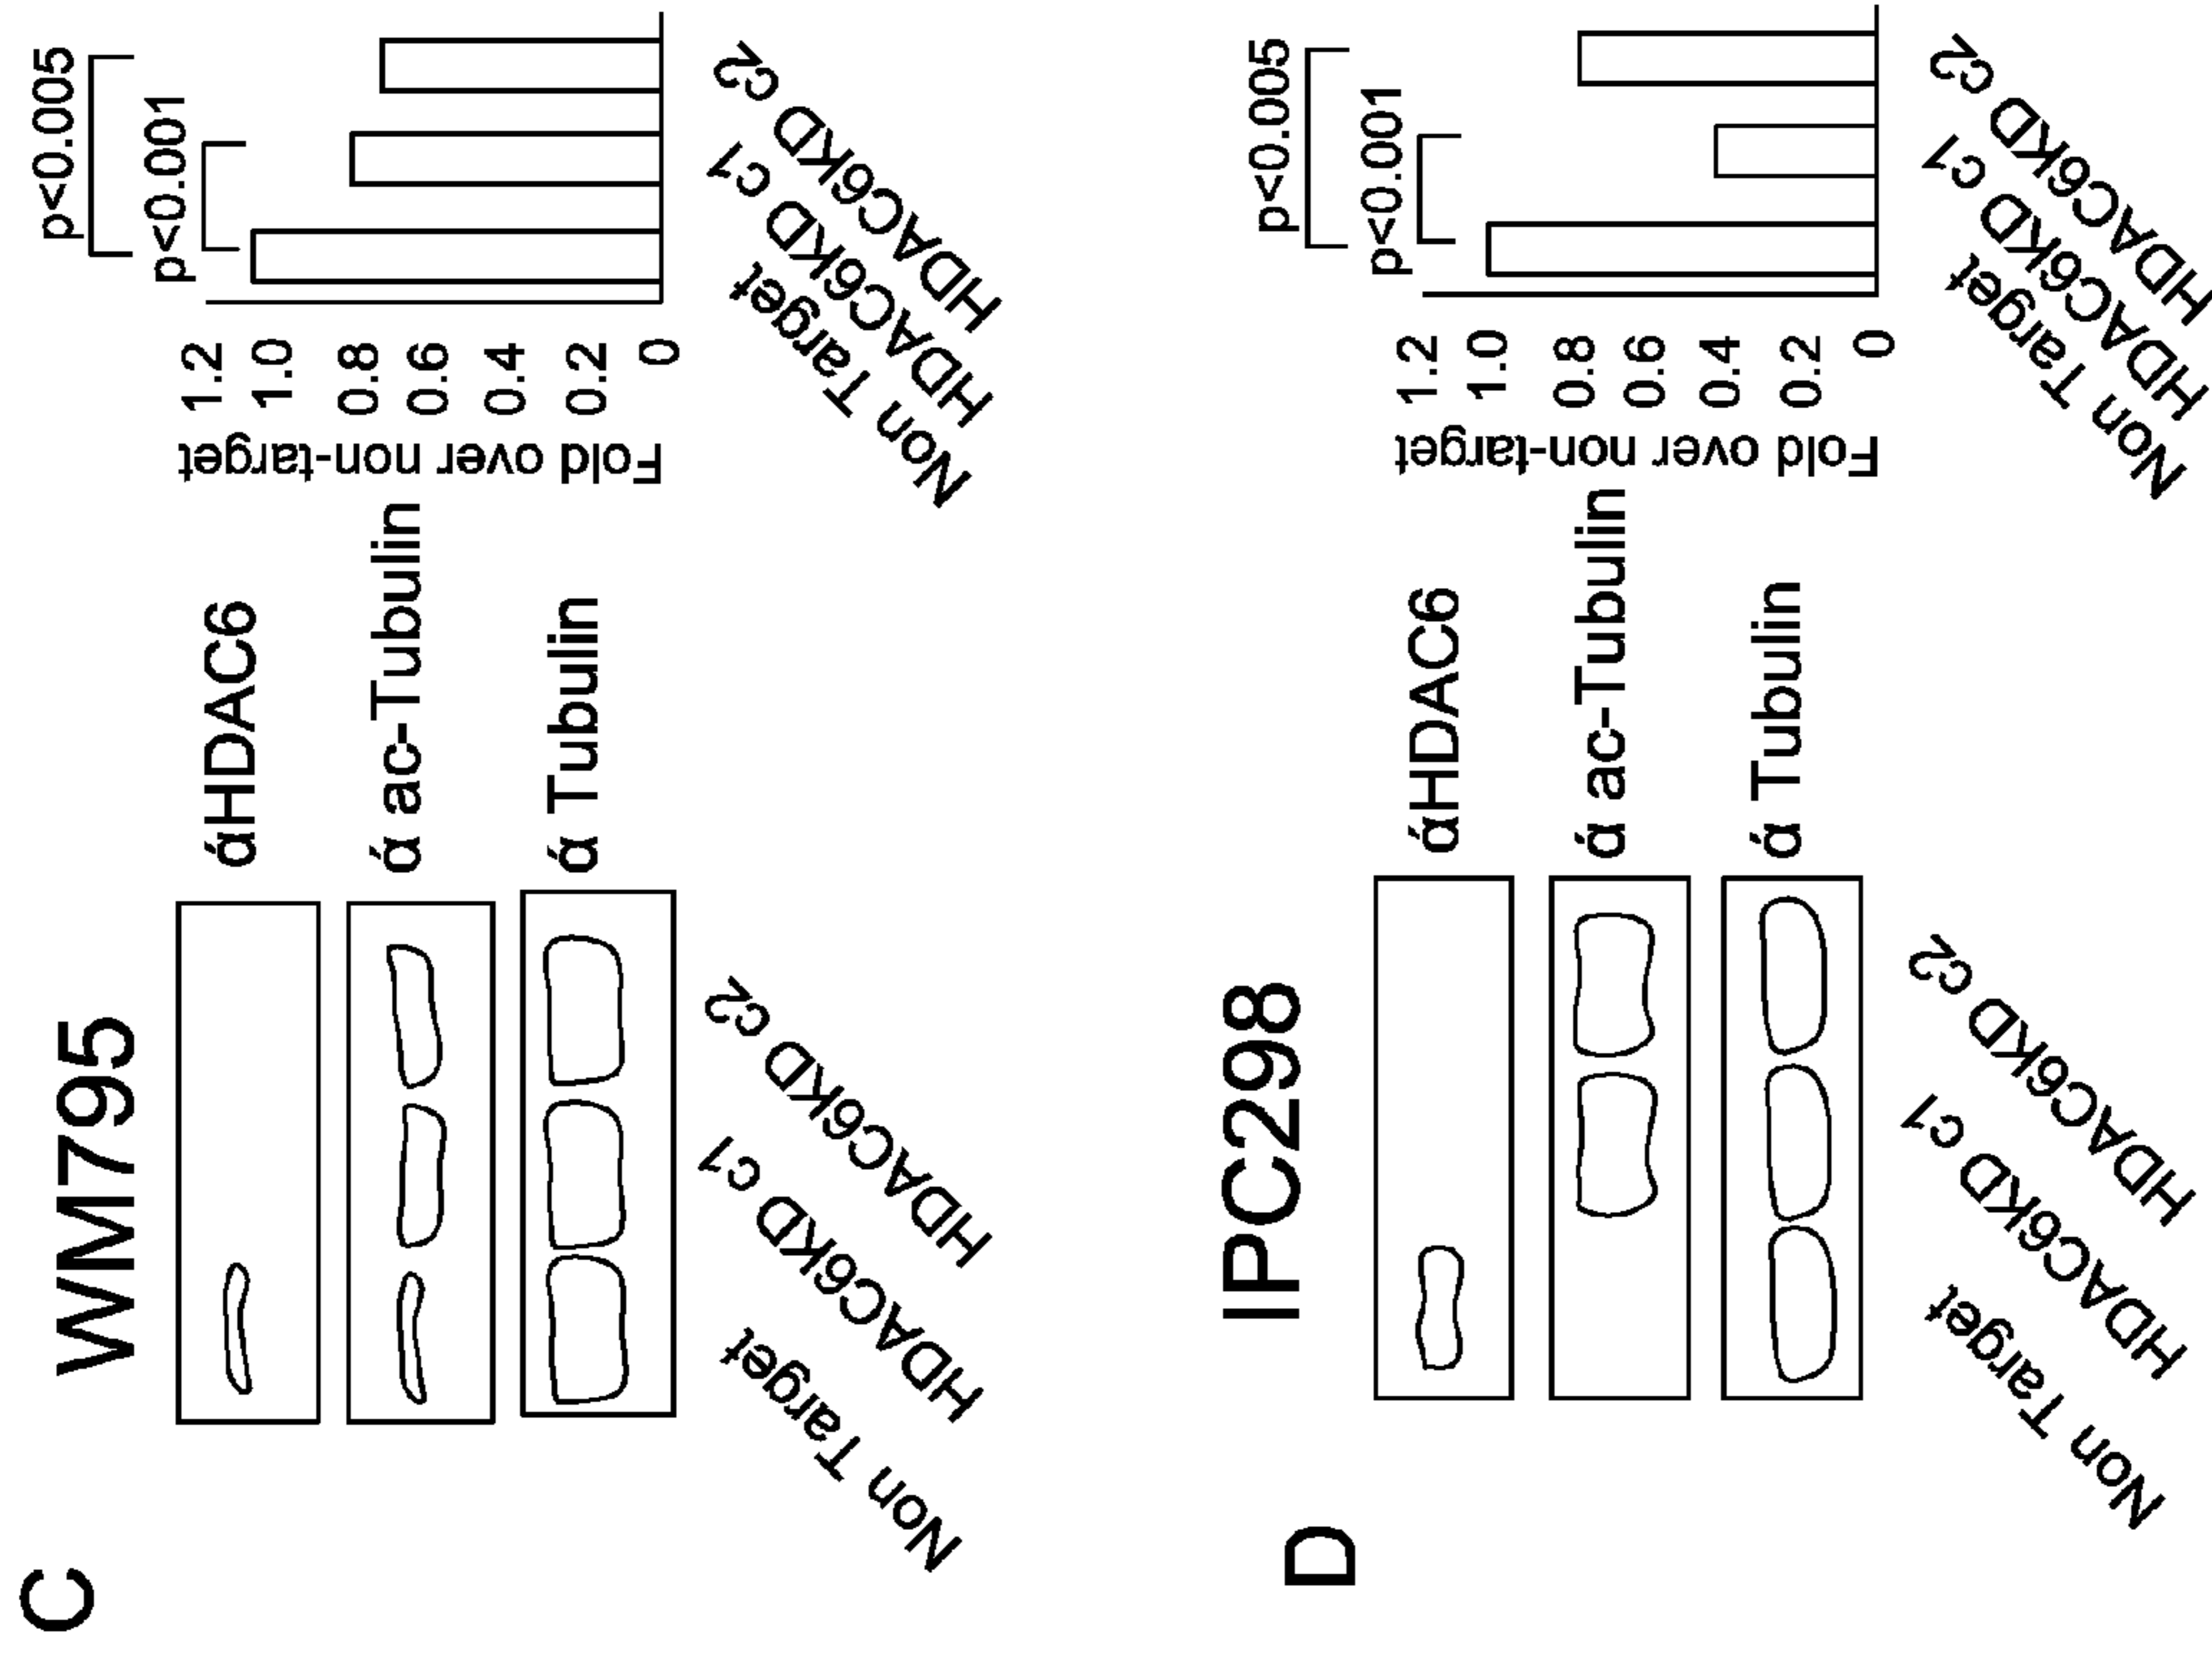 C
WM795
άHDAC6
ά ac-Tubulin
ά Tubulin
Non Target
HDAC6KD c1
HDAC6KD c2
Fold over non-target
1.2
1.0
0.8
0.6
0.4
0.2
0
p<0.005
p<0.001
Non Target
HDAC6KD c1
HDAC6KD c2
D
IPC298
άHDAC6
ά ac-Tubulin
ά Tubulin
Non Target
HDAC6KD c1
HDAC6KD c2
Fold over non-target
1.2
1.0
0.8
0.6
0.4
0.2
0
p<0.005
p<0.001
Non Target
HDAC6KD c1
HDAC6KD c2